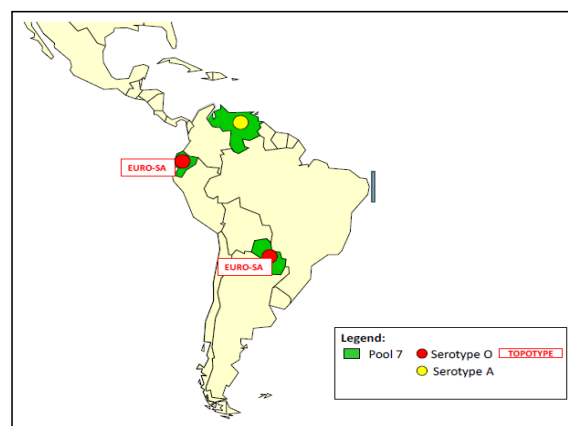 EURO-SA
EURO-SA
Legend:
Pool 7
Serotype O
TOPOTYPE
Serotype A